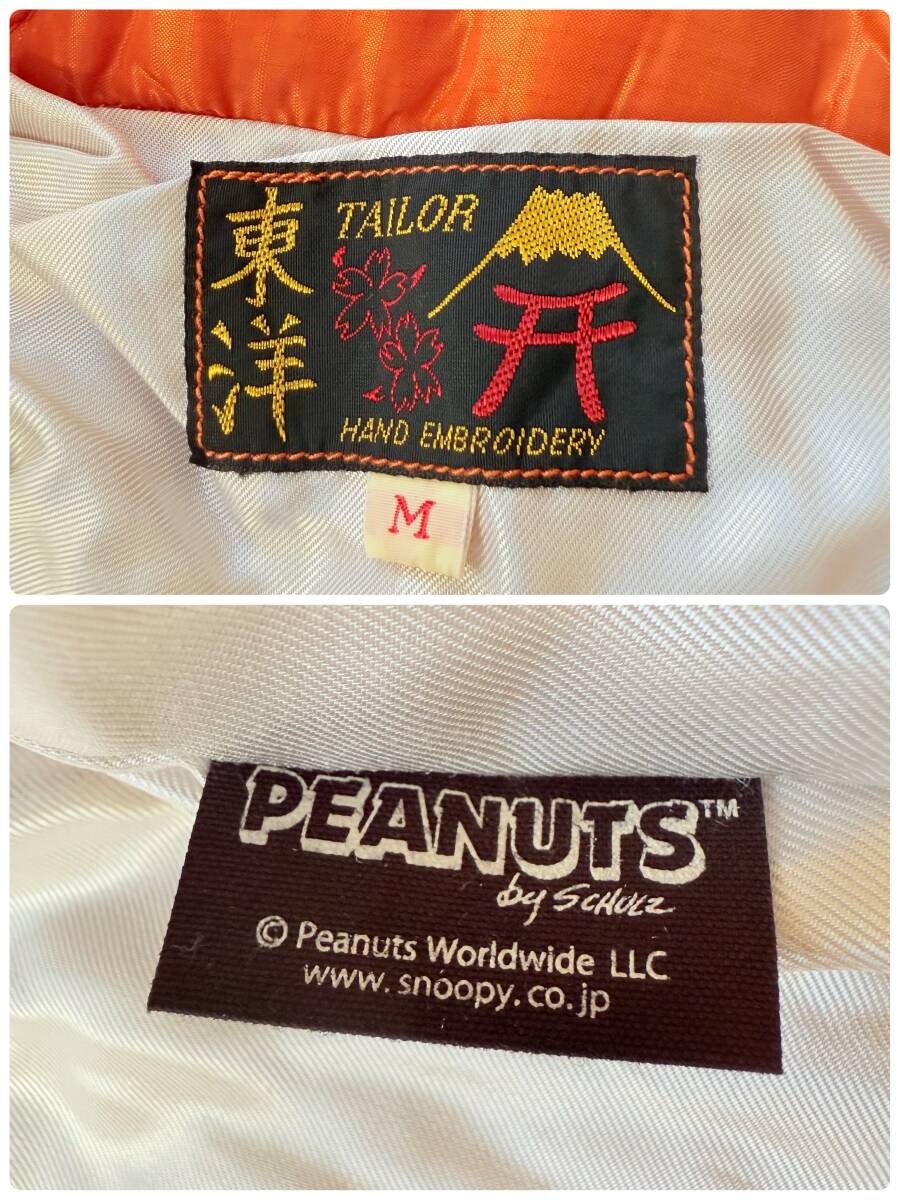 東洋
TAILOR
HAND EMBROIDERY
M
PEANUTS™
by SCHULZ
© Peanuts Worldwide LLC
www.snoopy.co.jp